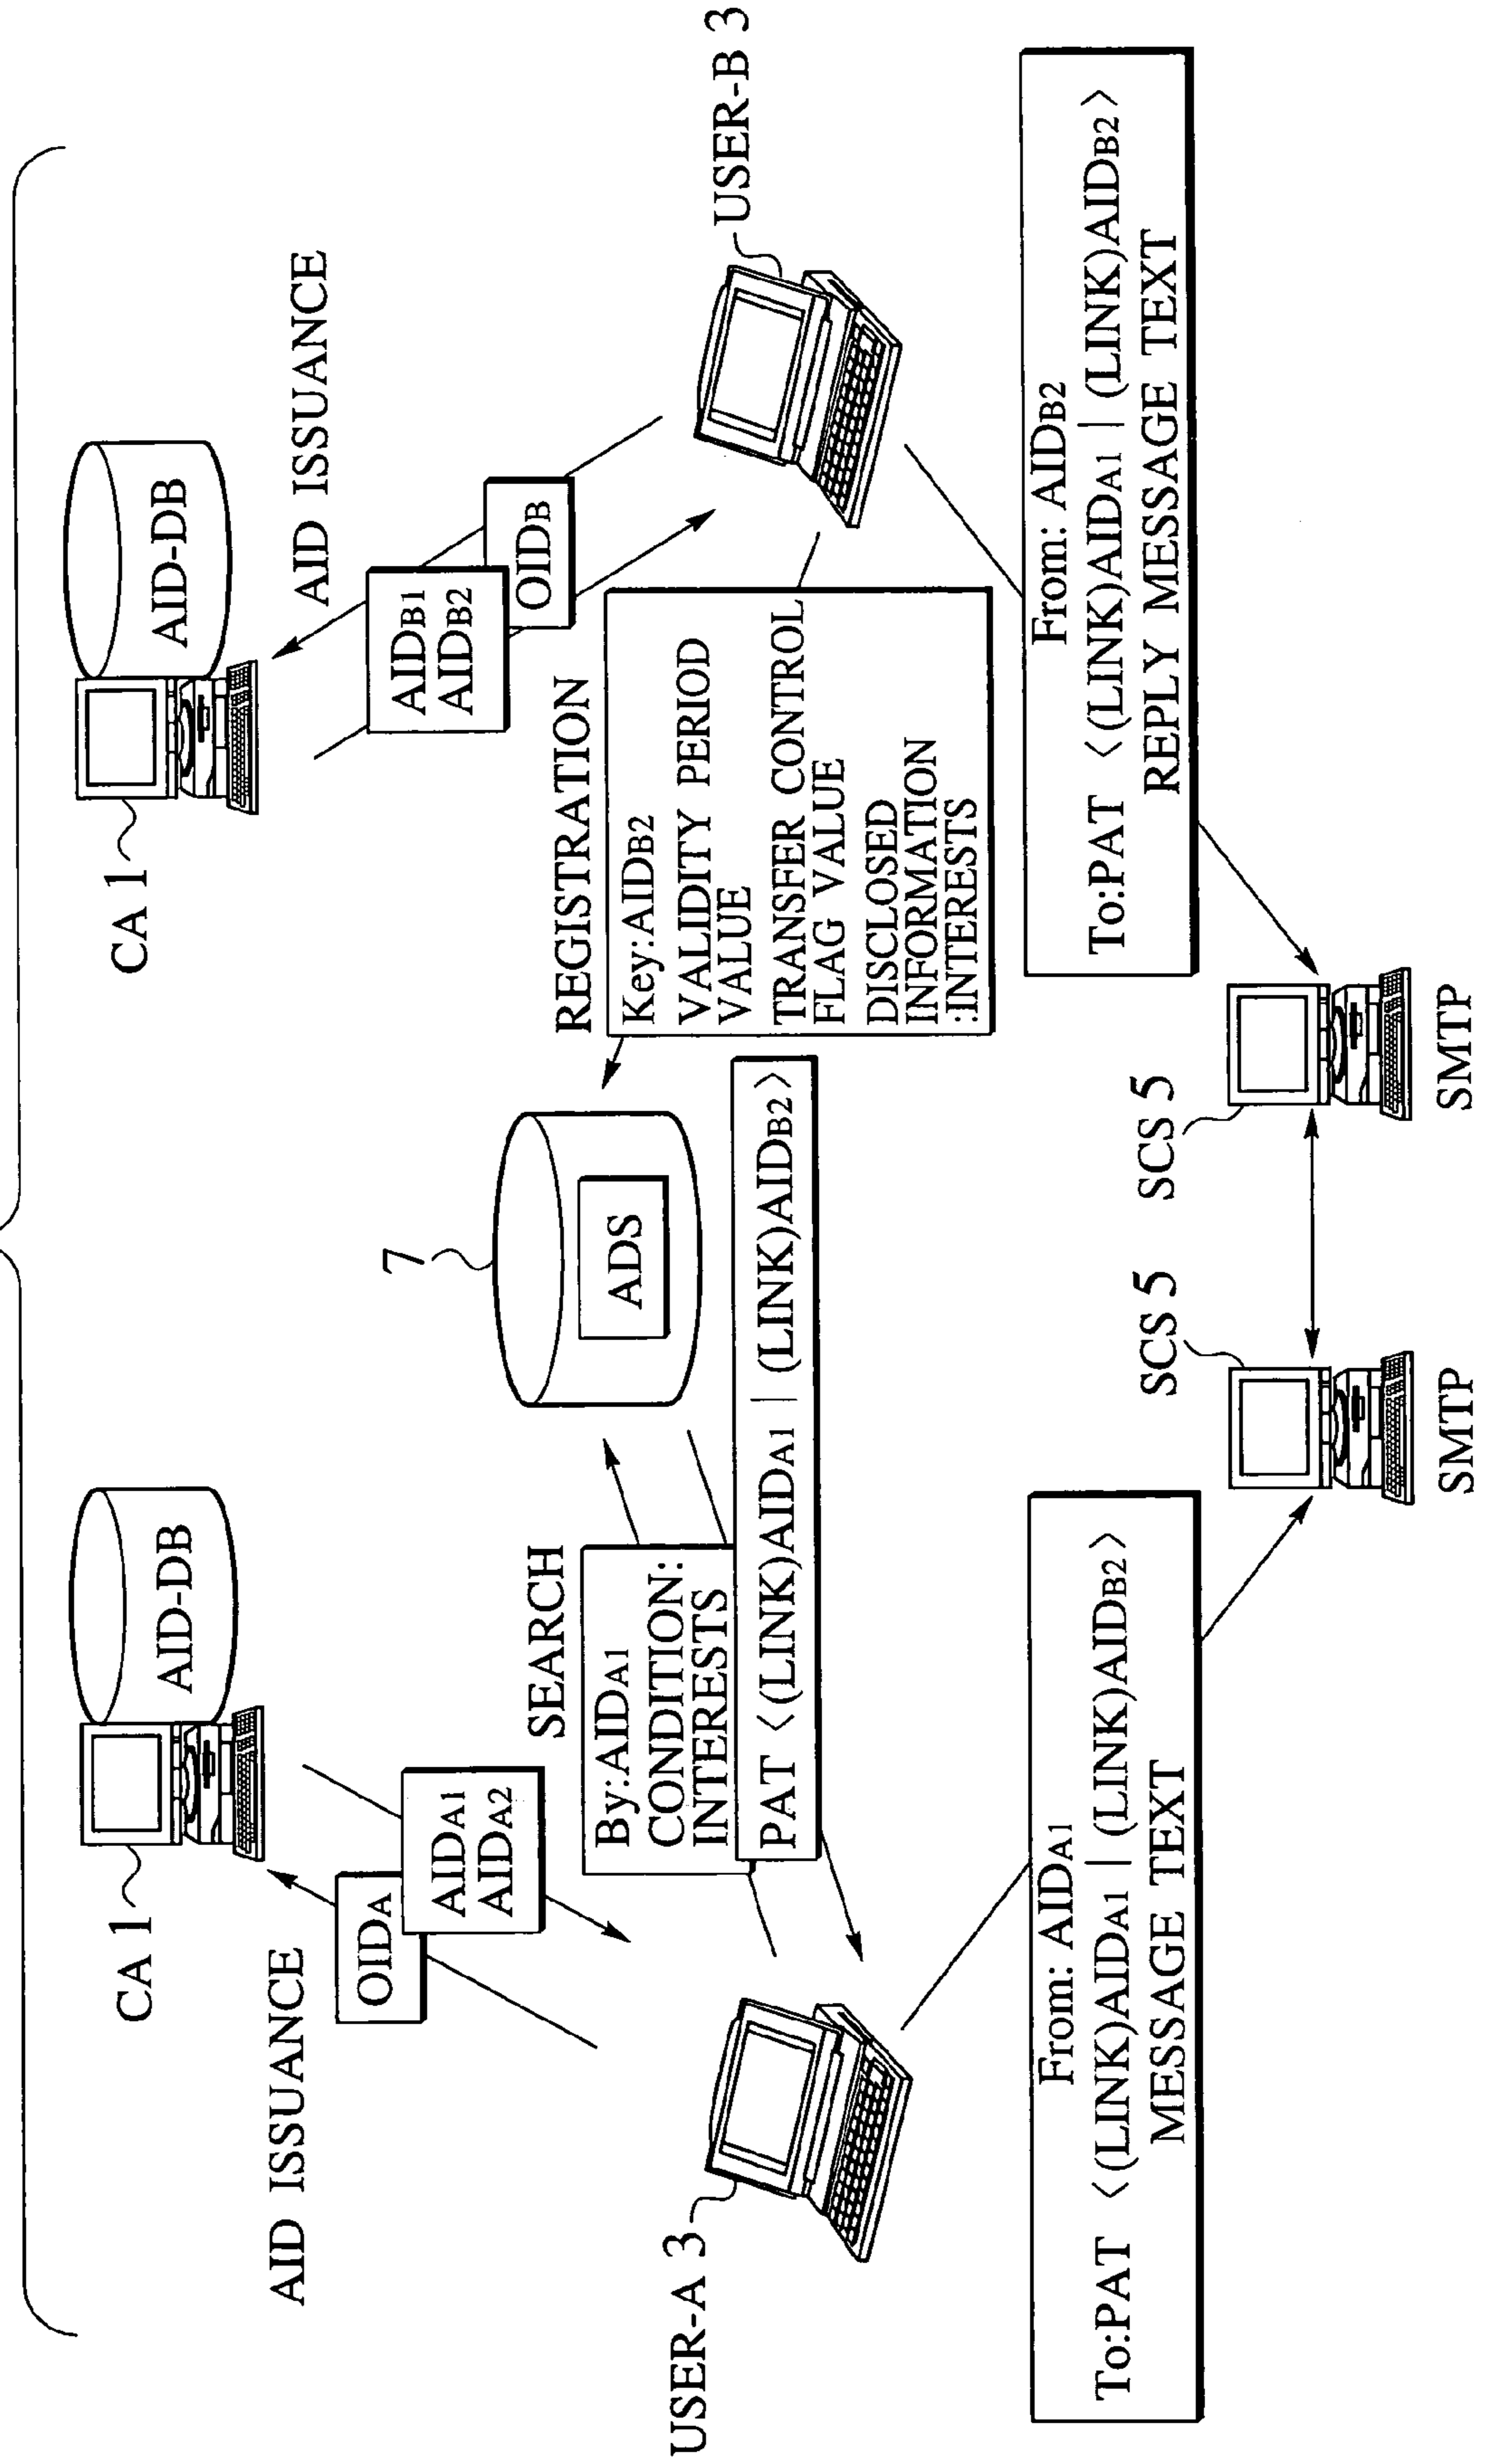 CA 1
AID-DB
CA 1
AID-DB
AID ISSUANCE
OIDA
AIDA1
AIDA2
AID ISSUANCE
AIDB1
AIDB2
OIDB
7
ADS
SEARCH
By:AIDA1
CONDITION:
INTERESTS
PAT <(LINK)AIDA1 | (LINK)AIDB2>
REGISTRATION
Key:AIDB2
VALIDITY PERIOD
VALUE
TRANSFER CONTROL
FLAG VALUE
DISCLOSED
INFORMATION
:INTERESTS
USER-A 3
USER-B 3
From: AIDA1
To:PAT <(LINK)AIDA1 | (LINK)AIDB2>
MESSAGE TEXT
From: AIDB2
To:PAT <(LINK)AIDA1 | (LINK)AIDB2>
REPLY MESSAGE TEXT
SCS 5
SCS 5
SMTP
SMTP